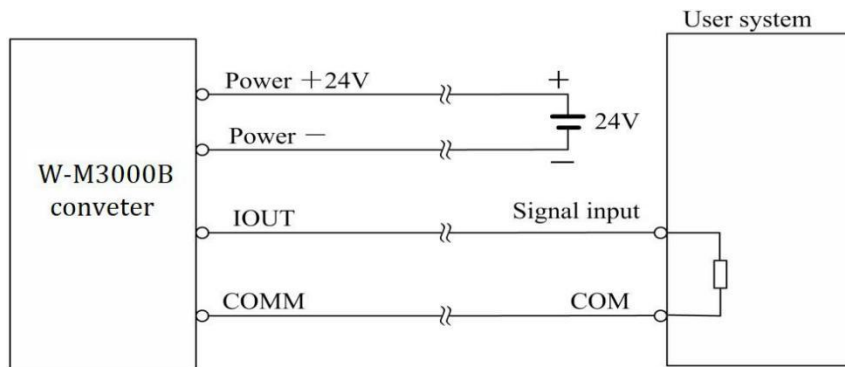 User system
Power +24V
+
24V
Power −
−
W-M3000B
conveter
IOUT
Signal input
COMM
COM